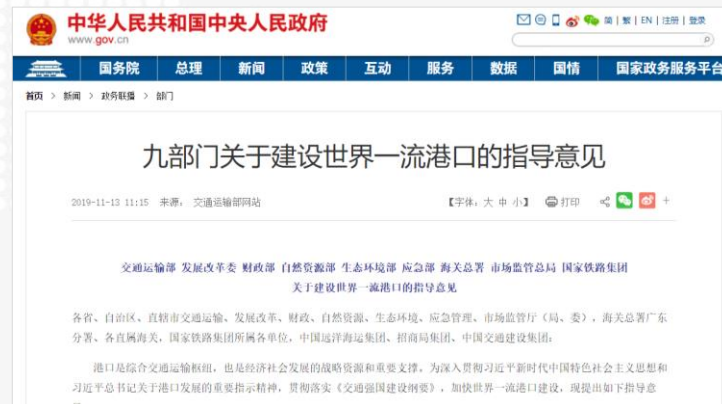 中华人民共和国中央人民政府
www.gov.cn
简 | 繁 | EN | 注册 | 登录
国务院 总理 新闻 政策 互动 服务 数据 国情 国家政务服务平台
首页 > 新闻 > 政务联播 > 部门
九部门关于建设世界一流港口的指导意见
2019-11-13 11:15 来源： 交通运输部网站 【字体：大 中 小】 打印
交通运输部 发展改革委 财政部 自然资源部 生态环境部 应急部 海关总署 市场监管总局 国家铁路集团
关于建设世界一流港口的指导意见
各省、自治区、直辖市交通运输、发展改革、财政、自然资源、生态环境、应急管理、市场监管厅（局、委），海关总署广东
分署、各直属海关，国家铁路集团所属各单位，中国远洋海运集团、招商局集团、中国交通建设集团：
港口是综合交通运输枢纽，也是经济社会发展的战略资源和重要支撑。为深入贯彻习近平新时代中国特色社会主义思想和
习近平总书记关于港口发展的重要指示精神，贯彻落实《交通强国建设纲要》，加快世界一流港口建设，现提出如下指导意